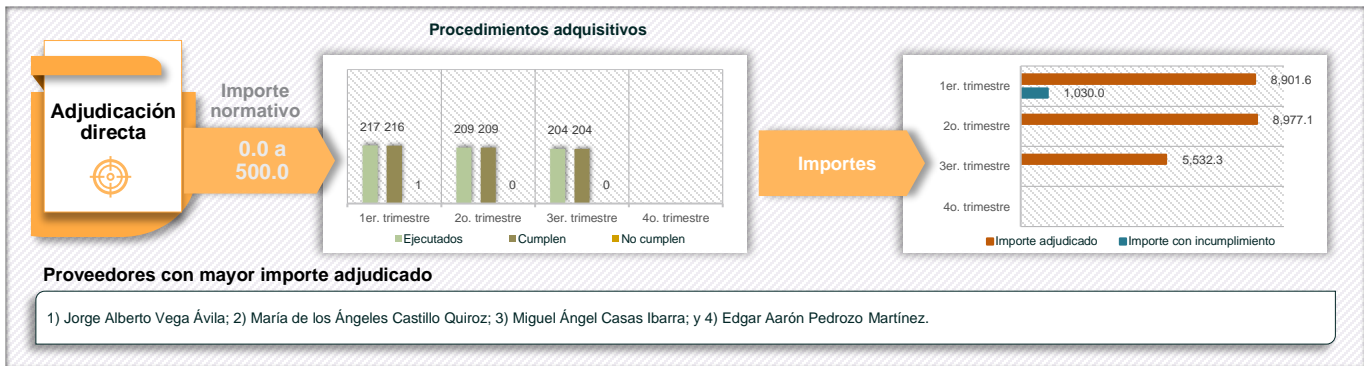 Procedimientos adquisitivos
Adjudicación
directa
Importe
normativo
0.0 a
500.0
217 216
1
209 209
0
204 204
0
1er. trimestre
2o. trimestre
3er. trimestre
4o. trimestre
Ejecutados
Cumplen
No cumplen
Importes
1er. trimestre
8,901.6
1,030.0
2o. trimestre
8,977.1
3er. trimestre
5,532.3
4o. trimestre
Importe adjudicado
Importe con incumplimiento
Proveedores con mayor importe adjudicado
1) Jorge Alberto Vega Ávila; 2) María de los Ángeles Castillo Quiroz; 3) Miguel Ángel Casas Ibarra; y 4) Edgar Aarón Pedrozo Martínez.